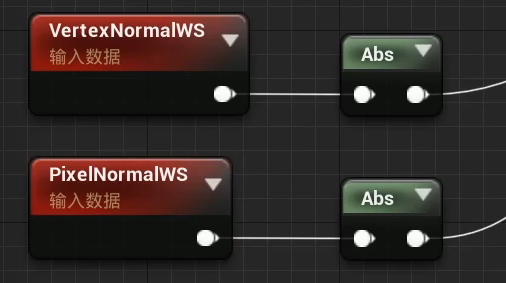 VertexNormalWS
输入数据
Abs
PixelNormalWS
输入数据
Abs